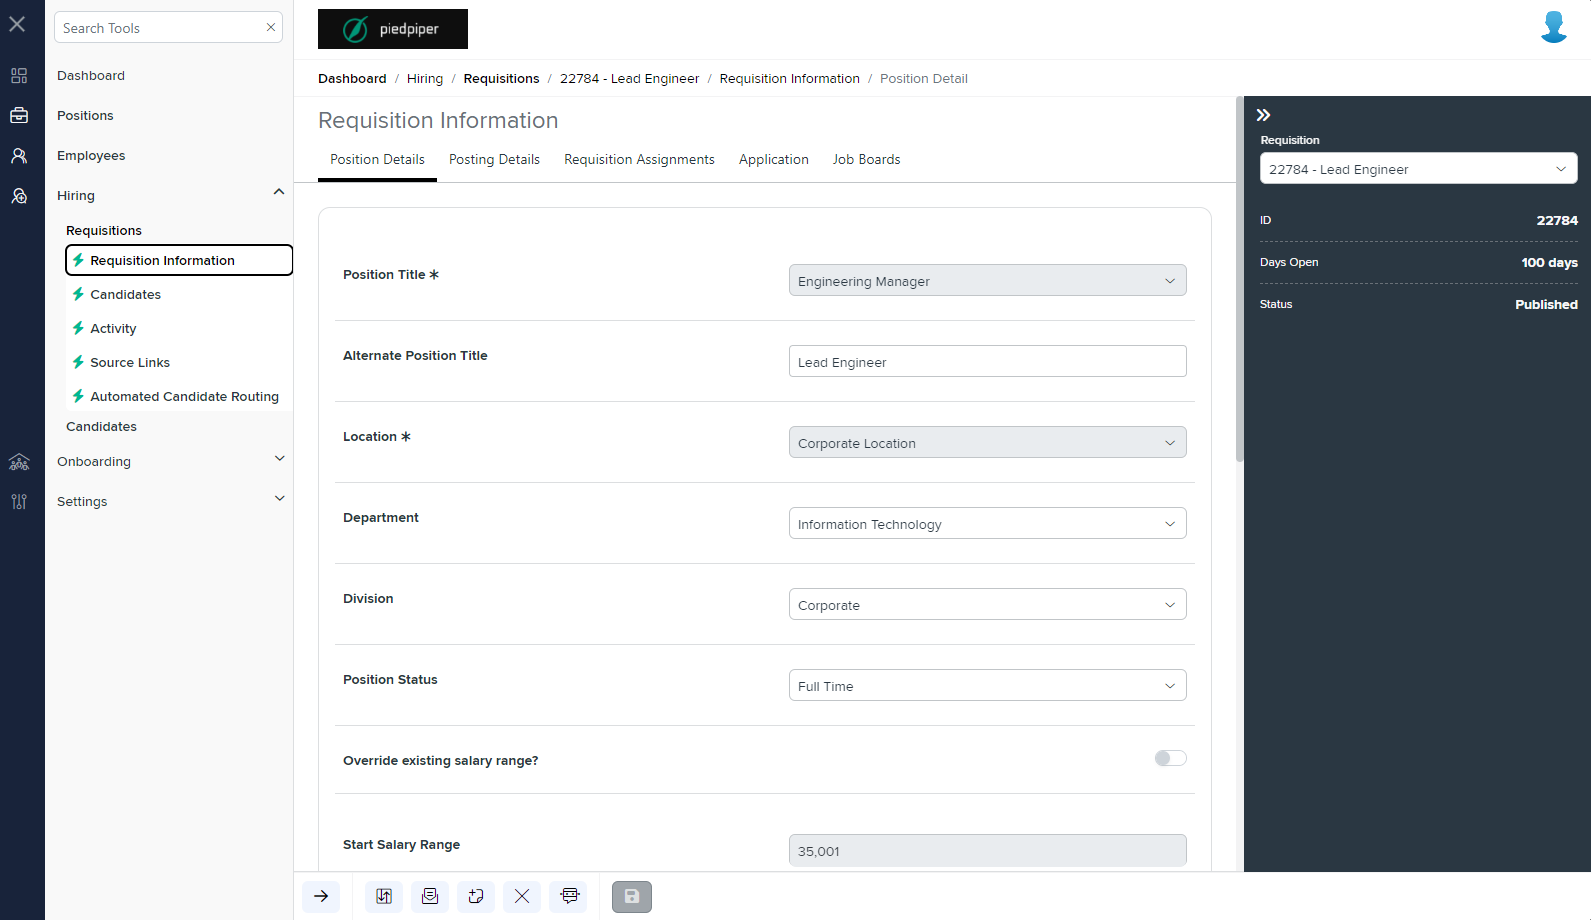 Search Tools
Dashboard
Positions
Employees
Hiring
Requisitions
Requisition Information
Candidates
Activity
Source Links
Automated Candidate Routing
Candidates
Onboarding
Settings
piedpiper
Dashboard / Hiring / Requisitions / 22784 - Lead Engineer / Requisition Information / Position Detail
Requisition Information
Position Details Posting Details Requisition Assignments Application Job Boards
Position Title * Engineering Manager
Alternate Position Title Lead Engineer
Location * Corporate Location
Department Information Technology
Division Corporate
Position Status Full Time
Override existing salary range?
Start Salary Range 35,001
Requisition
22784 - Lead Engineer
ID 22784
Days Open 100 days
Status Published